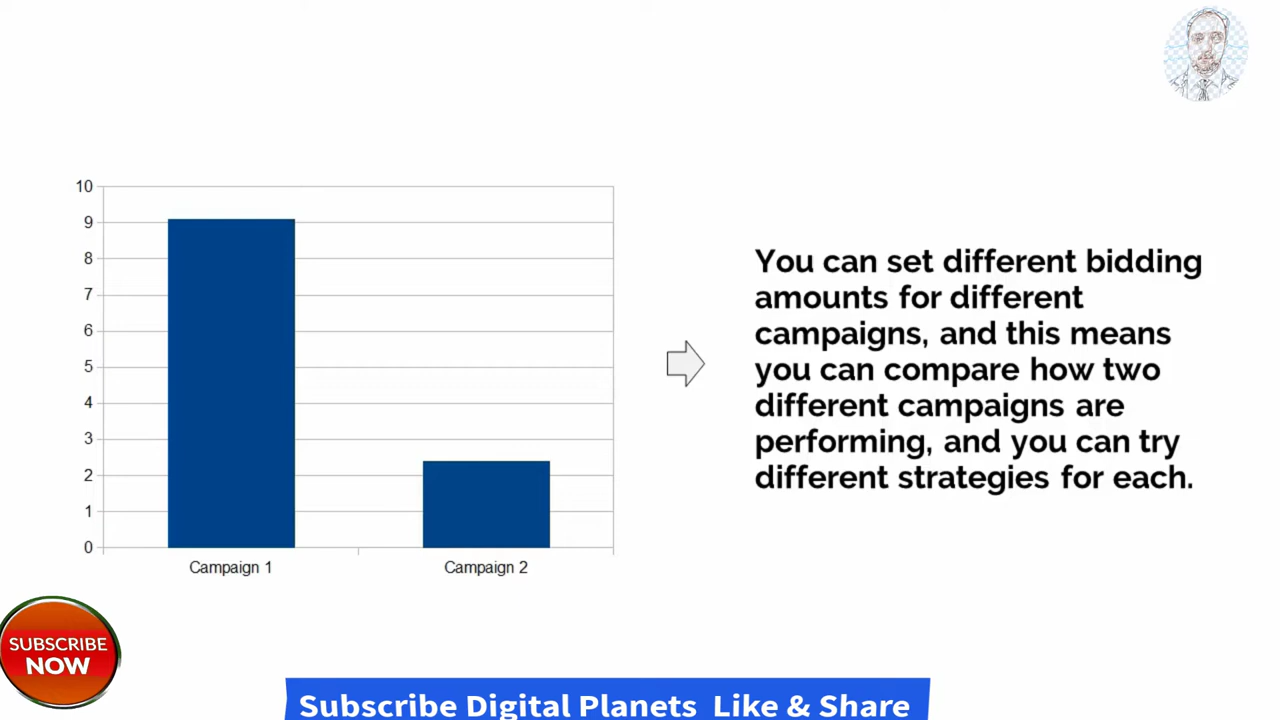 10
9
8
7
6
5
4
3
2
1
0
Campaign 1
Campaign 2
You can set different bidding
amounts for different
campaigns, and this means
you can compare how two
different campaigns are
performing, and you can try
different strategies for each.
SUBSCRIBE
NOW
Subscribe Digital Planets Like & Share